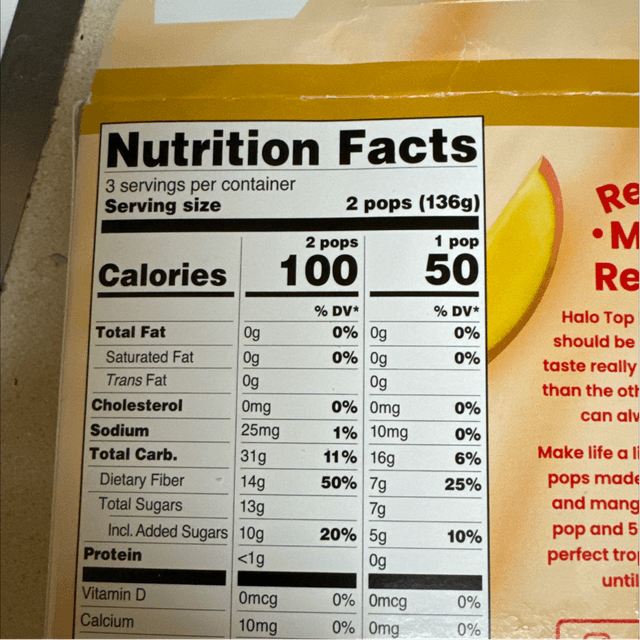 Nutrition Facts
3 servings per container
Serving size 2 pops (136g)
2 pops 1 pop
Calories 100 50
% DV* % DV*
Total Fat 0g 0% 0g 0%
Saturated Fat 0g 0% 0g 0%
Trans Fat 0g 0g
Cholesterol 0mg 0% 0mg 0%
Sodium 25mg 1% 10mg 0%
Total Carb. 31g 11% 16g 6%
Dietary Fiber 14g 50% 7g 25%
Total Sugars 13g 7g
Incl. Added Sugars 10g 20% 5g 10%
Protein <1g 0g
Vitamin D 0mcg 0% 0mcg 0%
Calcium 10mg 0% 0mg 0%
Re
• M
Re
Halo Top
should be
taste really
than the oth
can alw
Make life a li
pops made
and mang
pop and 5
perfect tro
until